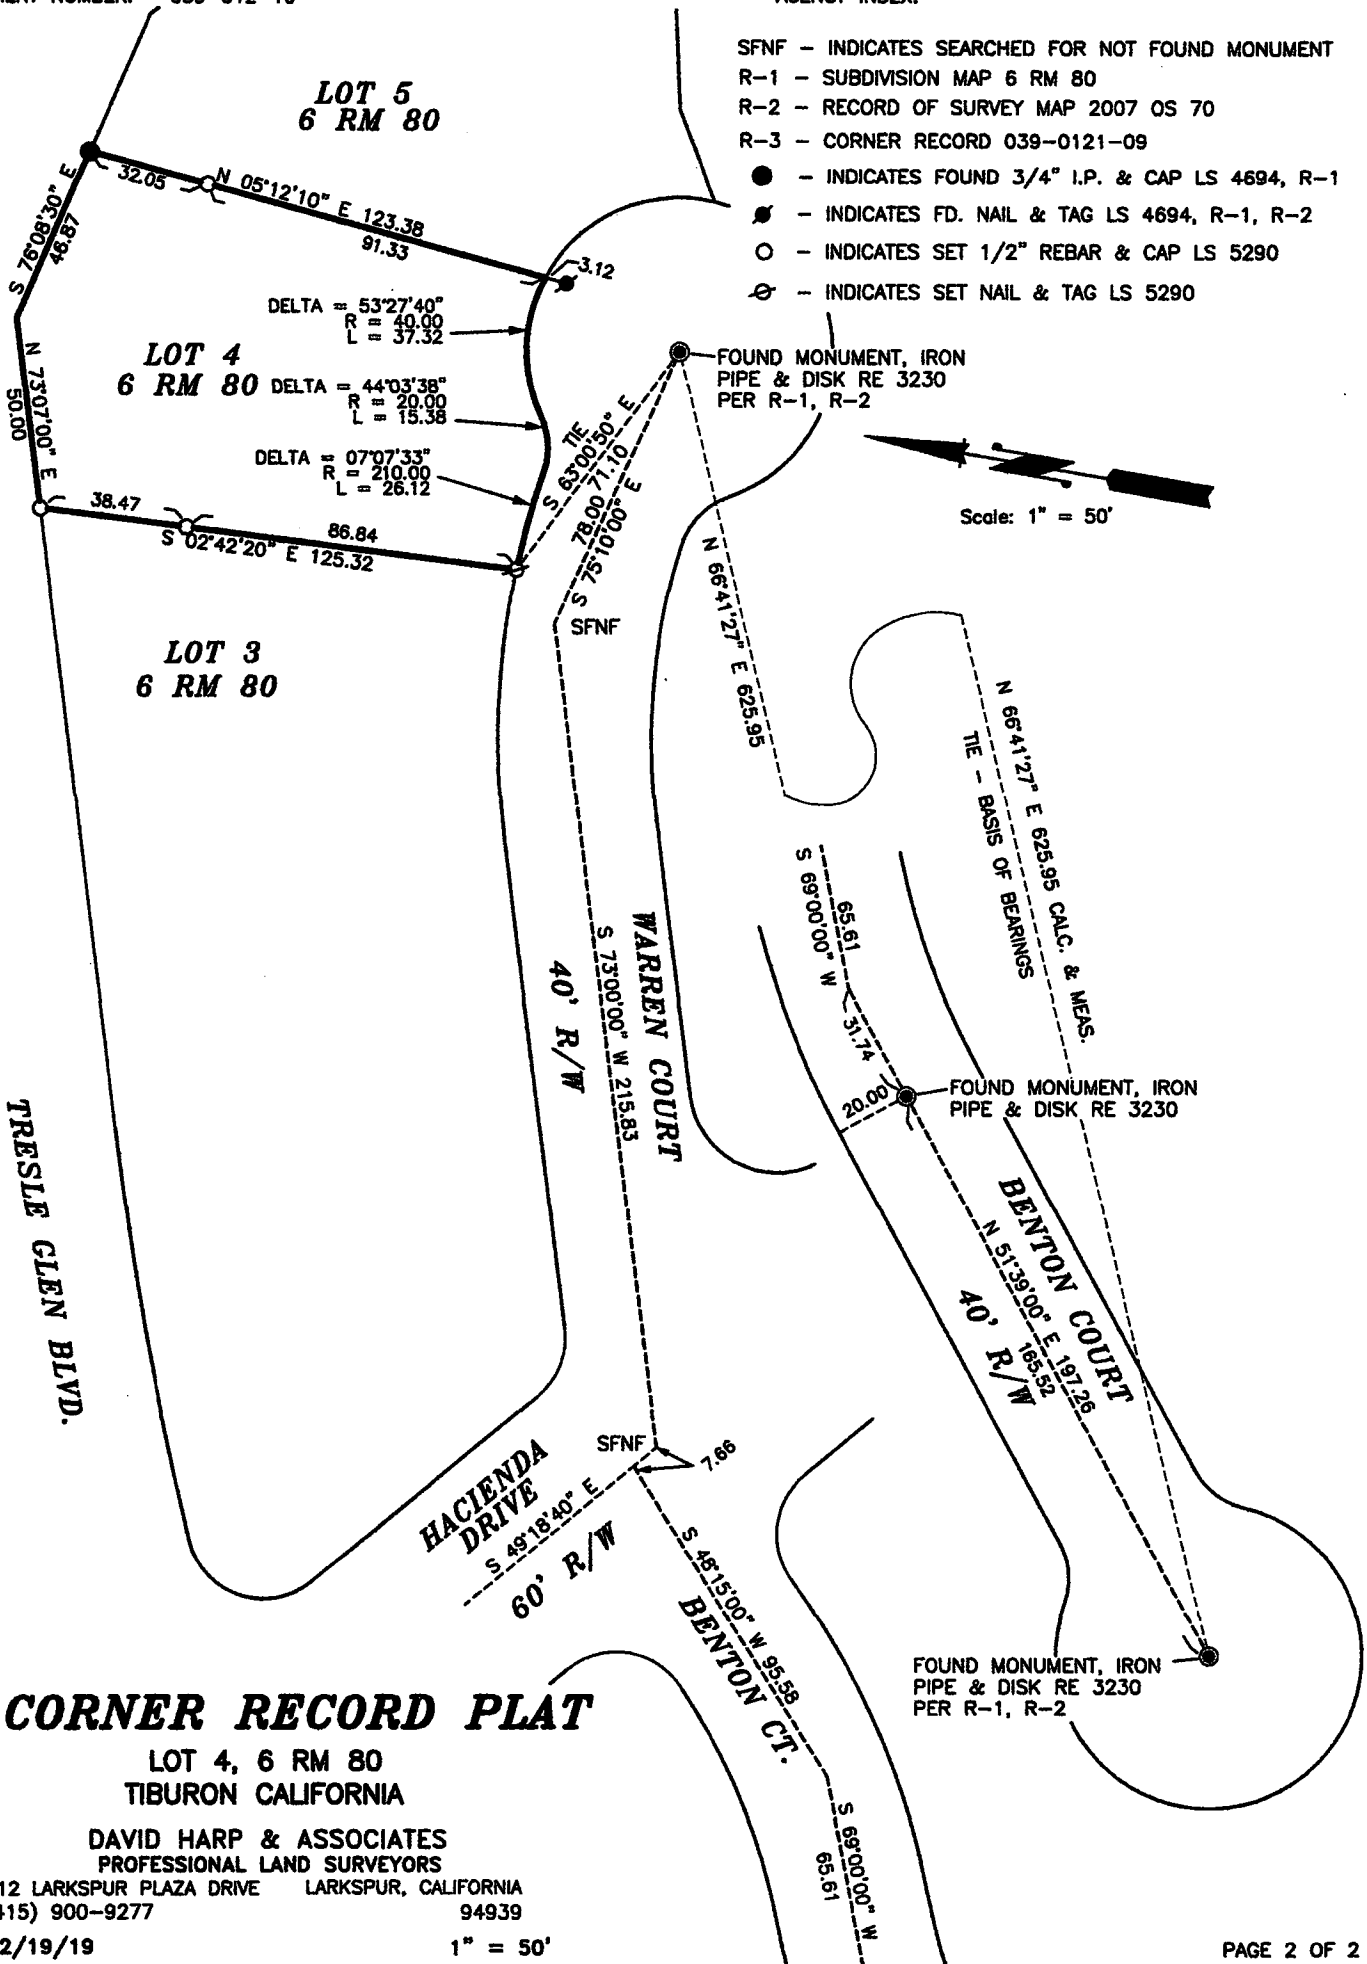 039-012-10
AGENCY INDEX:
SFNF - INDICATES SEARCHED FOR NOT FOUND MONUMENT
R-1 - SUBDIVISION MAP 6 RM 80
R-2 - RECORD OF SURVEY MAP 2007 OS 70
R-3 - CORNER RECORD 039-0121-09
- INDICATES FOUND 3/4" I.P. & CAP LS 4694, R-1
- INDICATES FD. NAIL & TAG LS 4694, R-1, R-2
- INDICATES SET 1/2" REBAR & CAP LS 5290
- INDICATES SET NAIL & TAG LS 5290
LOT 5
6 RM 80
32.05
N 05°12'10" E 123.38
91.33
3.12
S 76°08'30" E
46.87
N 73°07'00" E
50.00
DELTA = 53°27'40"
R = 40.00
L = 37.32
LOT 4
6 RM 80
DELTA = 44°03'38"
R = 20.00
L = 15.38
DELTA = 07°07'33"
R = 210.00
L = 26.12
38.47
86.84
S 02°42'20" E 125.32
FOUND MONUMENT, IRON
PIPE & DISK RE 3230
PER R-1, R-2
TIE
S 63°00'50" E
71.10
78.00
S 75°10'00" E
SFNF
Scale: 1" = 50'
LOT 3
6 RM 80
N 66°41'27" E 625.95
N 66°41'27" E 625.95 CALC. & MEAS.
TIE - BASIS OF BEARINGS
65.61
S 69°00'00" W
31.74
20.00
FOUND MONUMENT, IRON
PIPE & DISK RE 3230
WARREN COURT
40' R/W
S 73°00'00" W 215.83
TRESLE GLEN BLVD.
BENTON COURT
40' R/W
N 51°39'00" E 197.26
165.52
SFNF
7.66
HACIENDA
DRIVE
S 49°18'40" E
60' R/W
S 48°15'00" W 95.58
BENTON CT.
S 69°00'00" W
65.61
FOUND MONUMENT, IRON
PIPE & DISK RE 3230
PER R-1, R-2
CORNER RECORD PLAT
LOT 4, 6 RM 80
TIBURON CALIFORNIA
DAVID HARP & ASSOCIATES
PROFESSIONAL LAND SURVEYORS
12 LARKSPUR PLAZA DRIVE LARKSPUR, CALIFORNIA
415) 900-9277 94939
2/19/19 1" = 50'
PAGE 2 OF 2